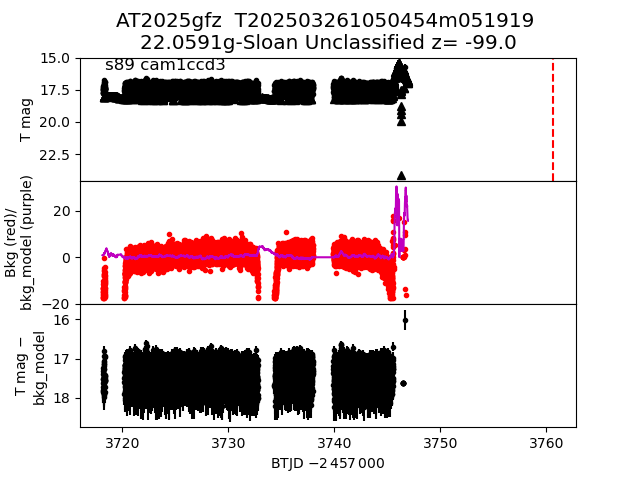 AT2025gfz  T202503261050454m051919
22.0591g-Sloan Unclassified z= -99.0
s89 cam1ccd3
15.0
17.5
20.0
22.5
T mag
20
0
−20
Bkg (red)/
bkg_model (purple)
16
17
18
T mag −
bkg_model
3720 3730 3740 3750 3760
BTJD −2 457 000